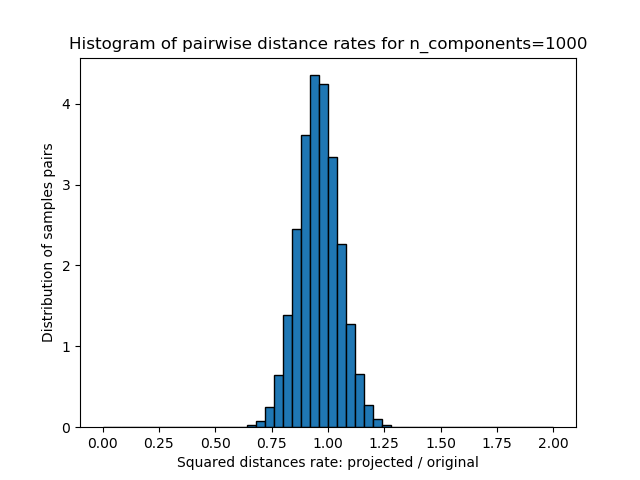 Histogram of pairwise distance rates for n_components=1000
Distribution of samples pairs
4
3
2
1
0
0.00 0.25 0.50 0.75 1.00 1.25 1.50 1.75 2.00
Squared distances rate: projected / original